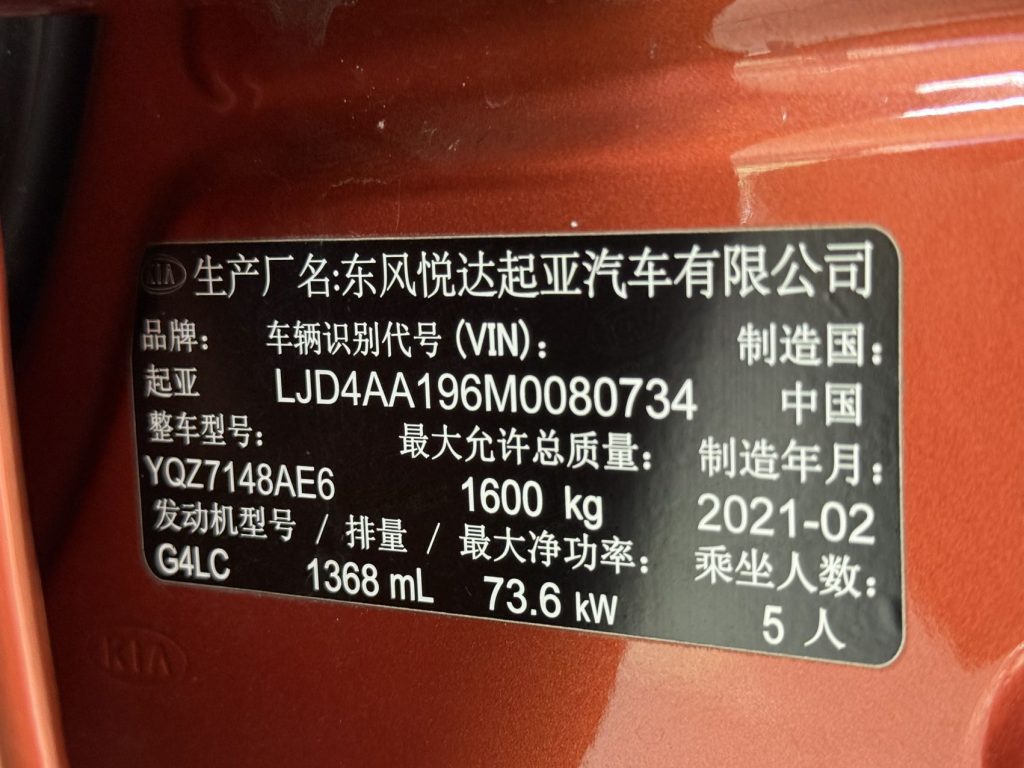 KIA 生产厂名:东风悦达起亚汽车有限公司
品牌: 车辆识别代号 (VIN): 制造国:
起亚 LJD4AA196M0080734 中国
整车型号: 最大允许总质量: 制造年月:
YQZ7148AE6 1600 kg 2021-02
发动机型号 / 排量 / 最大净功率: 乘坐人数:
G4LC 1368 mL 73.6 kW 5 人
KIA